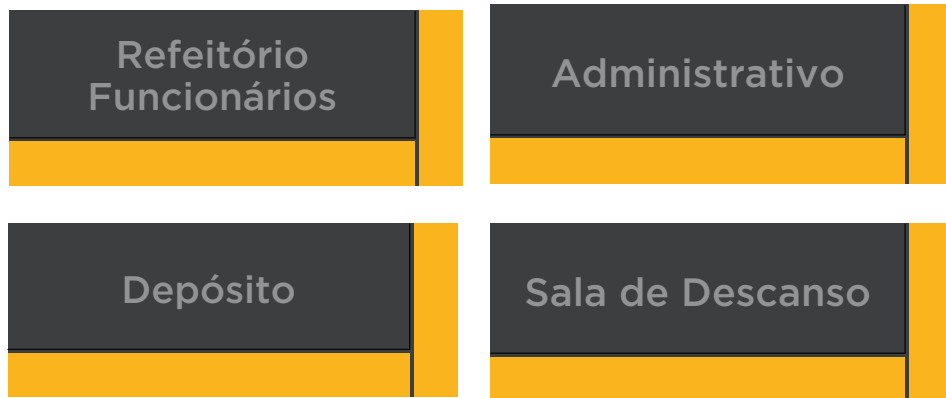 Refeitório
Funcionários
Administrativo
Depósito
Sala de Descanso